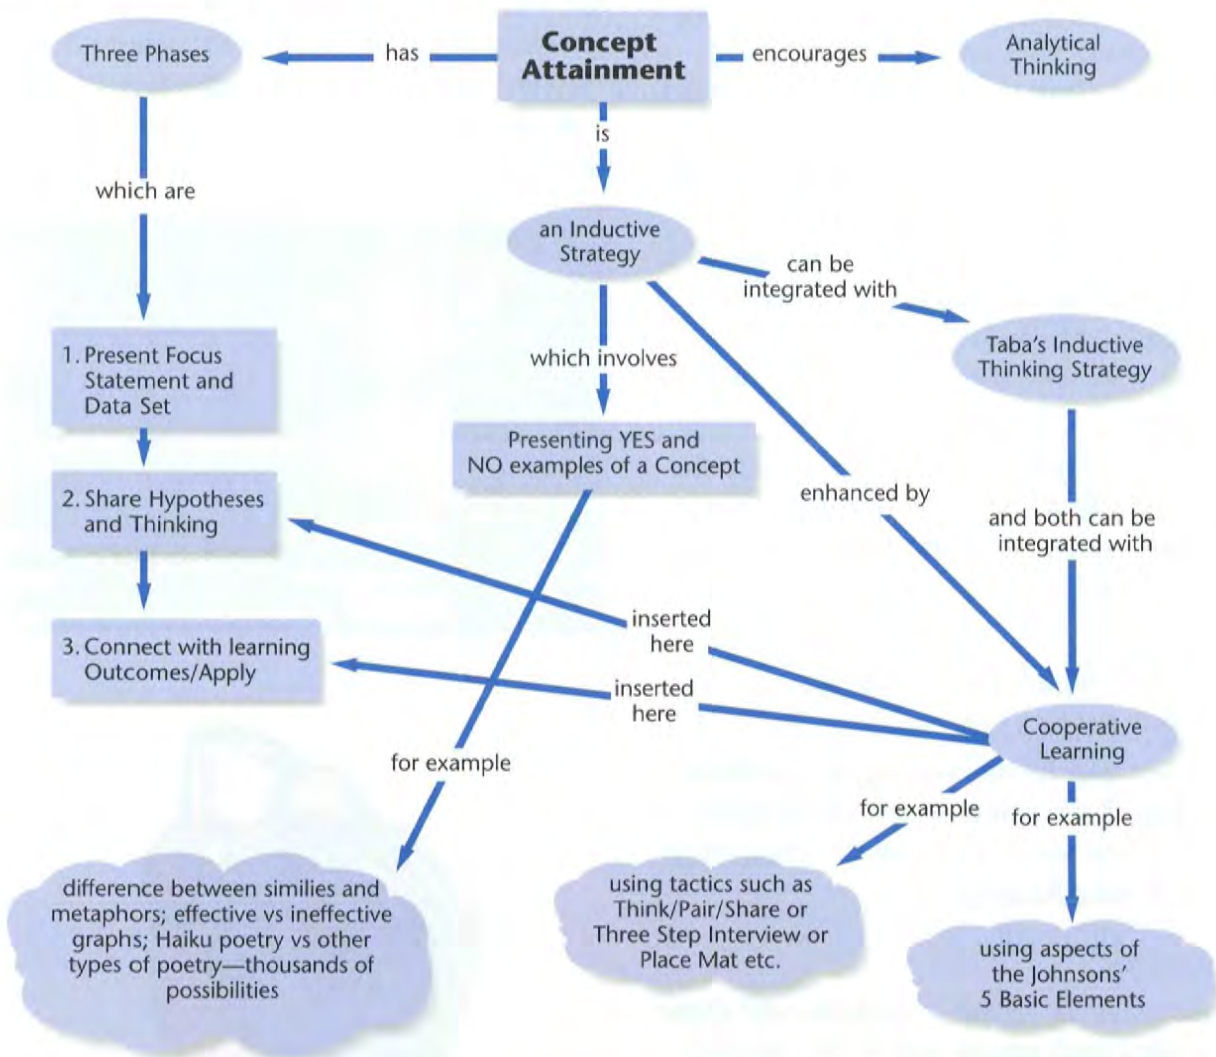 Three Phases
has
Concept
Attainment
encourages
Analytical
Thinking
is
which are
an Inductive
Strategy
can be
integrated with
1. Present Focus
Statement and
Data Set
which involves
Taba's Inductive
Thinking Strategy
Presenting YES and
NO examples of a Concept
2. Share Hypotheses
and Thinking
enhanced by
and both can be
integrated with
3. Connect with learning
Outcomes/Apply
inserted
here
inserted
here
Cooperative
Learning
for example
for example
for example
difference between similies and
metaphors; effective vs ineffective
graphs; Haiku poetry vs other
types of poetry—thousands of
possibilities
using tactics such as
Think/Pair/Share or
Three Step Interview or
Place Mat etc.
using aspects of
the Johnsons'
5 Basic Elements